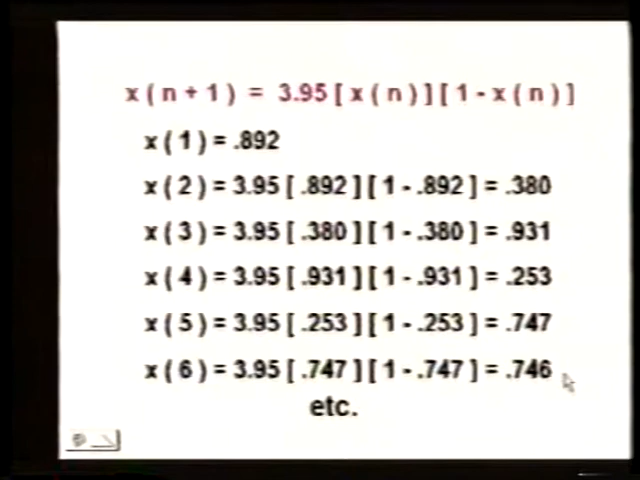 x ( n + 1 ) = 3.95 [ x ( n ) ] [ 1 - x ( n ) ]
x ( 1 ) = .892
x ( 2 ) = 3.95 [ .892 ] [ 1 - .892 ] = .380
x ( 3 ) = 3.95 [ .380 ] [ 1 - .380 ] = .931
x ( 4 ) = 3.95 [ .931 ] [ 1 - .931 ] = .253
x ( 5 ) = 3.95 [ .253 ] [ 1 - .253 ] = .747
x ( 6 ) = 3.95 [ .747 ] [ 1 - .747 ] = .746
etc.